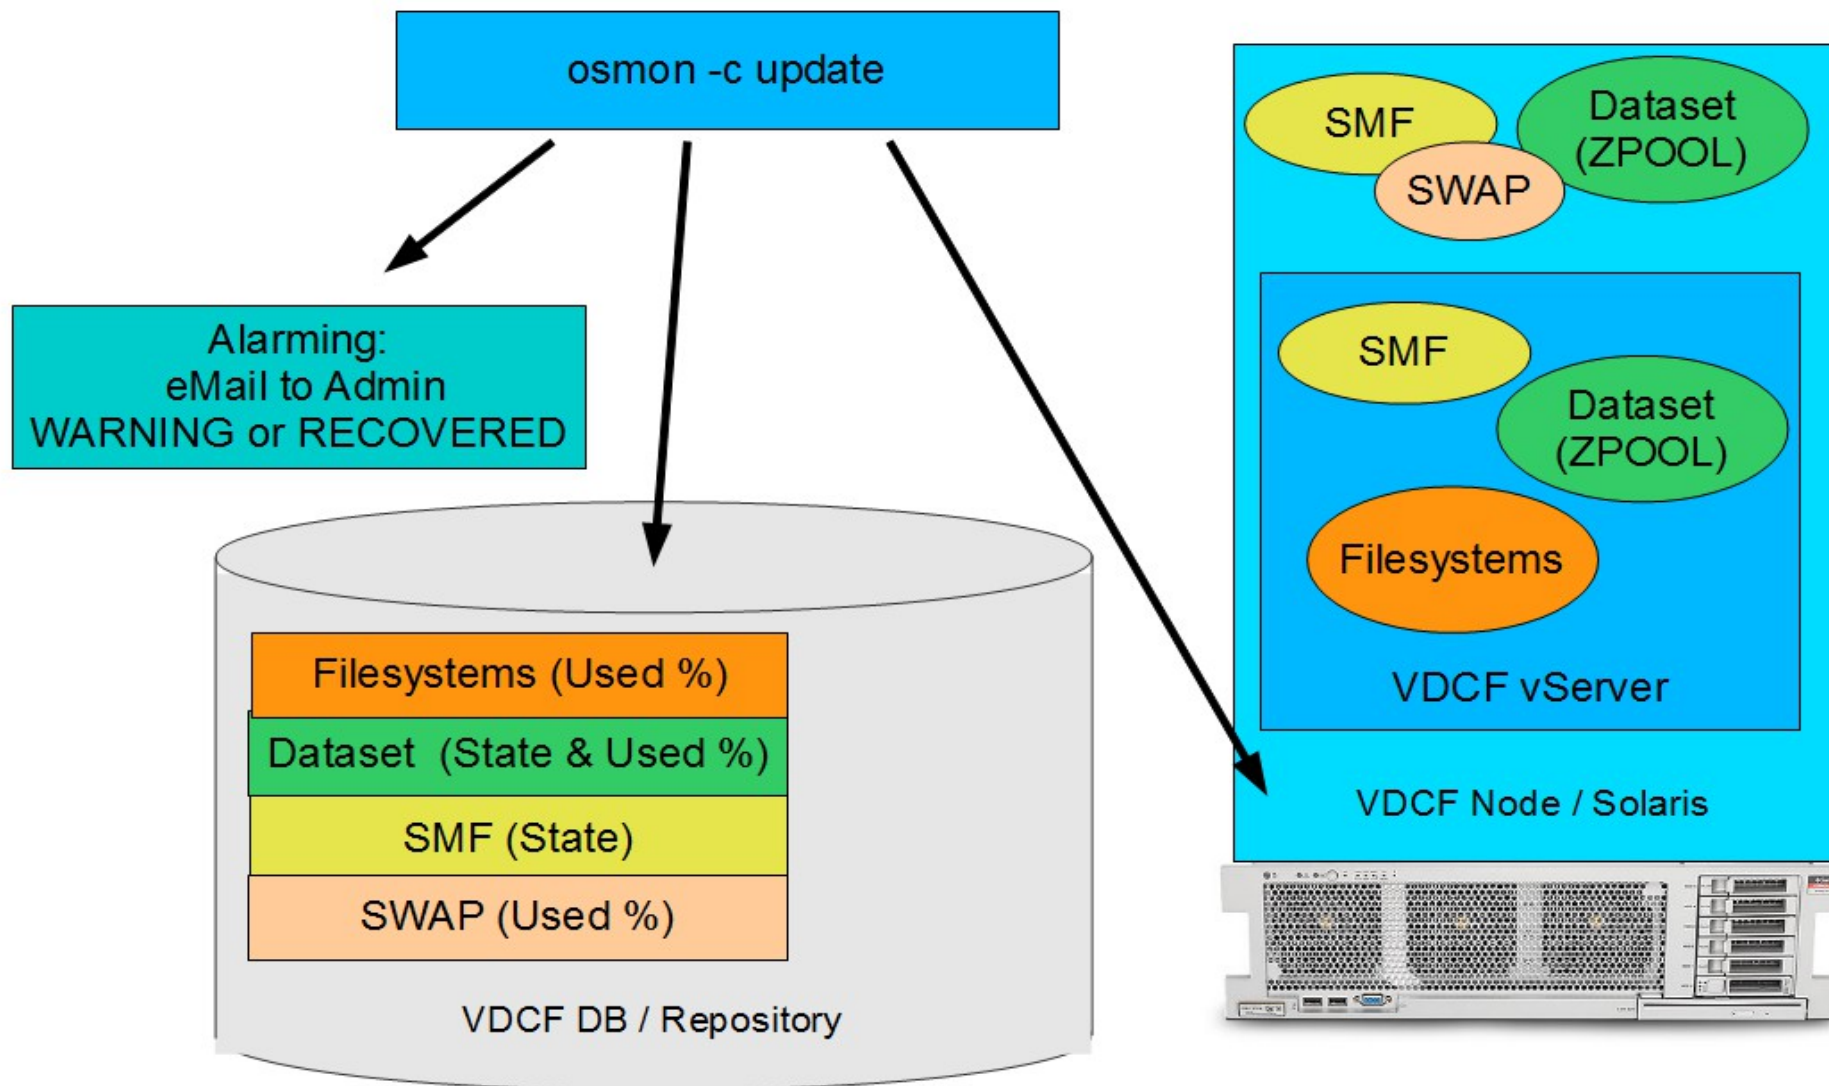 osmon -c update
Alarming:
eMail to Admin
WARNING or RECOVERED
Filesystems (Used %)
Dataset  (State & Used %)
SMF (State)
SWAP (Used %)
VDCF DB / Repository
SMF
Dataset
(ZPOOL)
SWAP
SMF
Dataset
(ZPOOL)
Filesystems
VDCF vServer
VDCF Node / Solaris